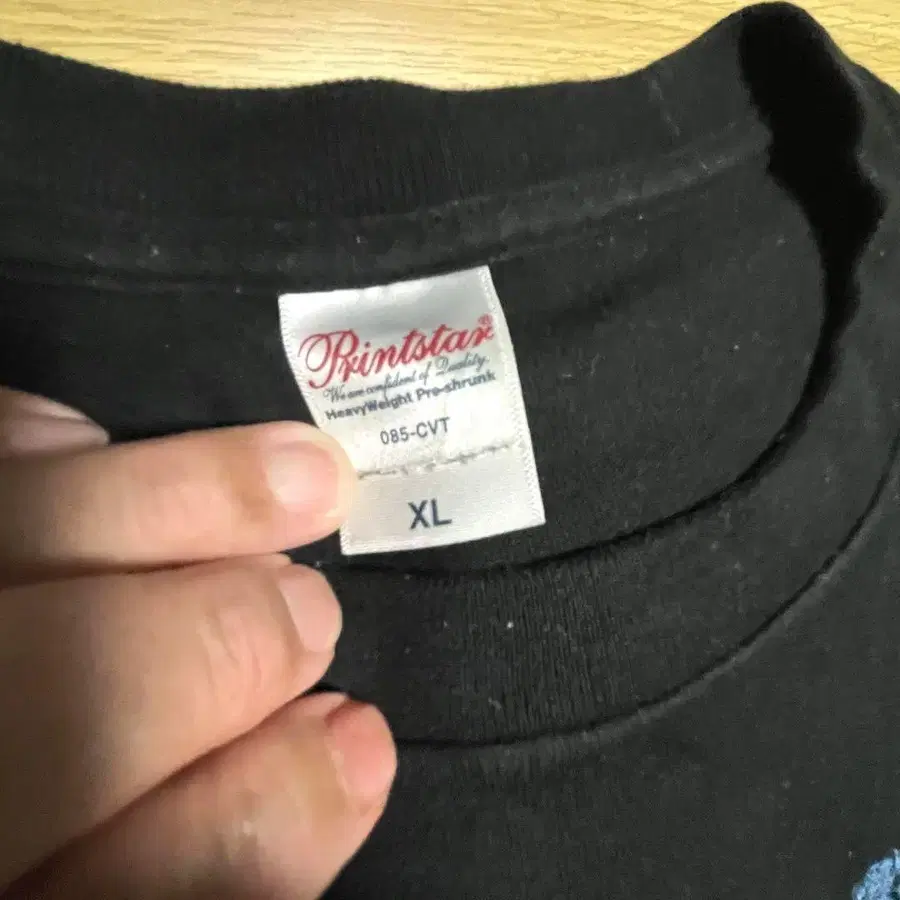 Printstar®
We are confident of Quality.
HeavyWeight Pre-shrunk
085-CVT
XL